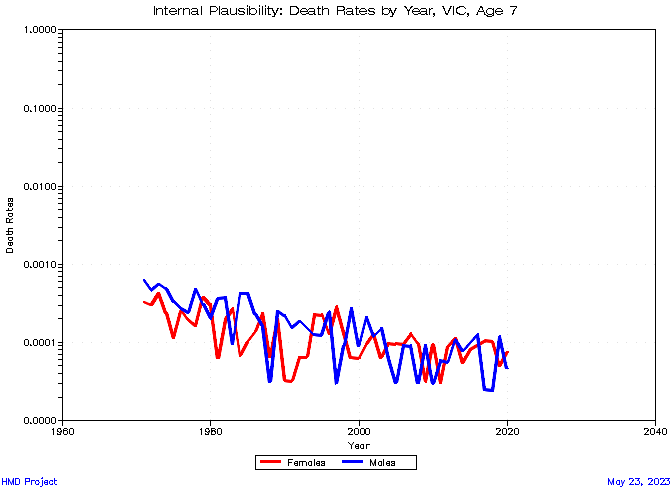 Internal Plausibility: Death Rates by Year, VIC, Age 7
1.0000
0.1000
0.0100
0.0010
0.0001
0.0000
Death Rates
1960 1980 2000 2020 2040
Year
Females Males
HMD Project May 23, 2023